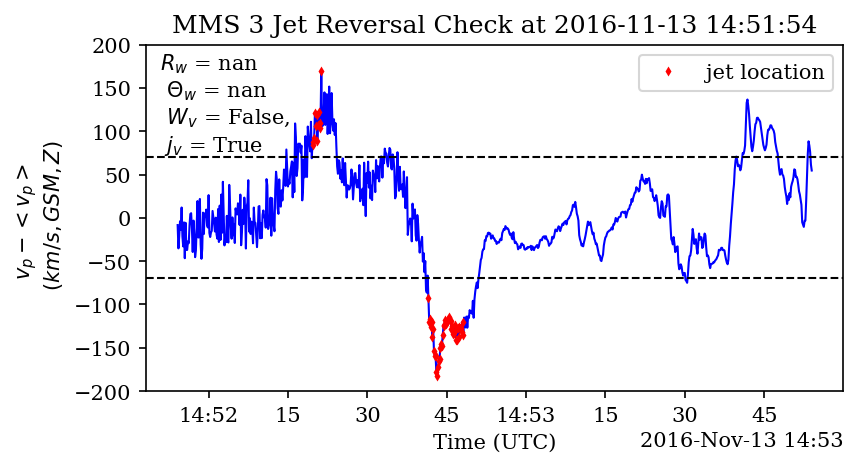 MMS 3 Jet Reversal Check at 2016-11-13 14:51:54
R_w = nan
Θ_w = nan
W_v = False,
j_v = True
jet location
200
150
100
50
0
−50
−100
−150
−200
v_p − <v_p>
(km/s, GSM, Z)
14:52 15 30 45 14:53 15 30 45
Time (UTC)
2016-Nov-13 14:53